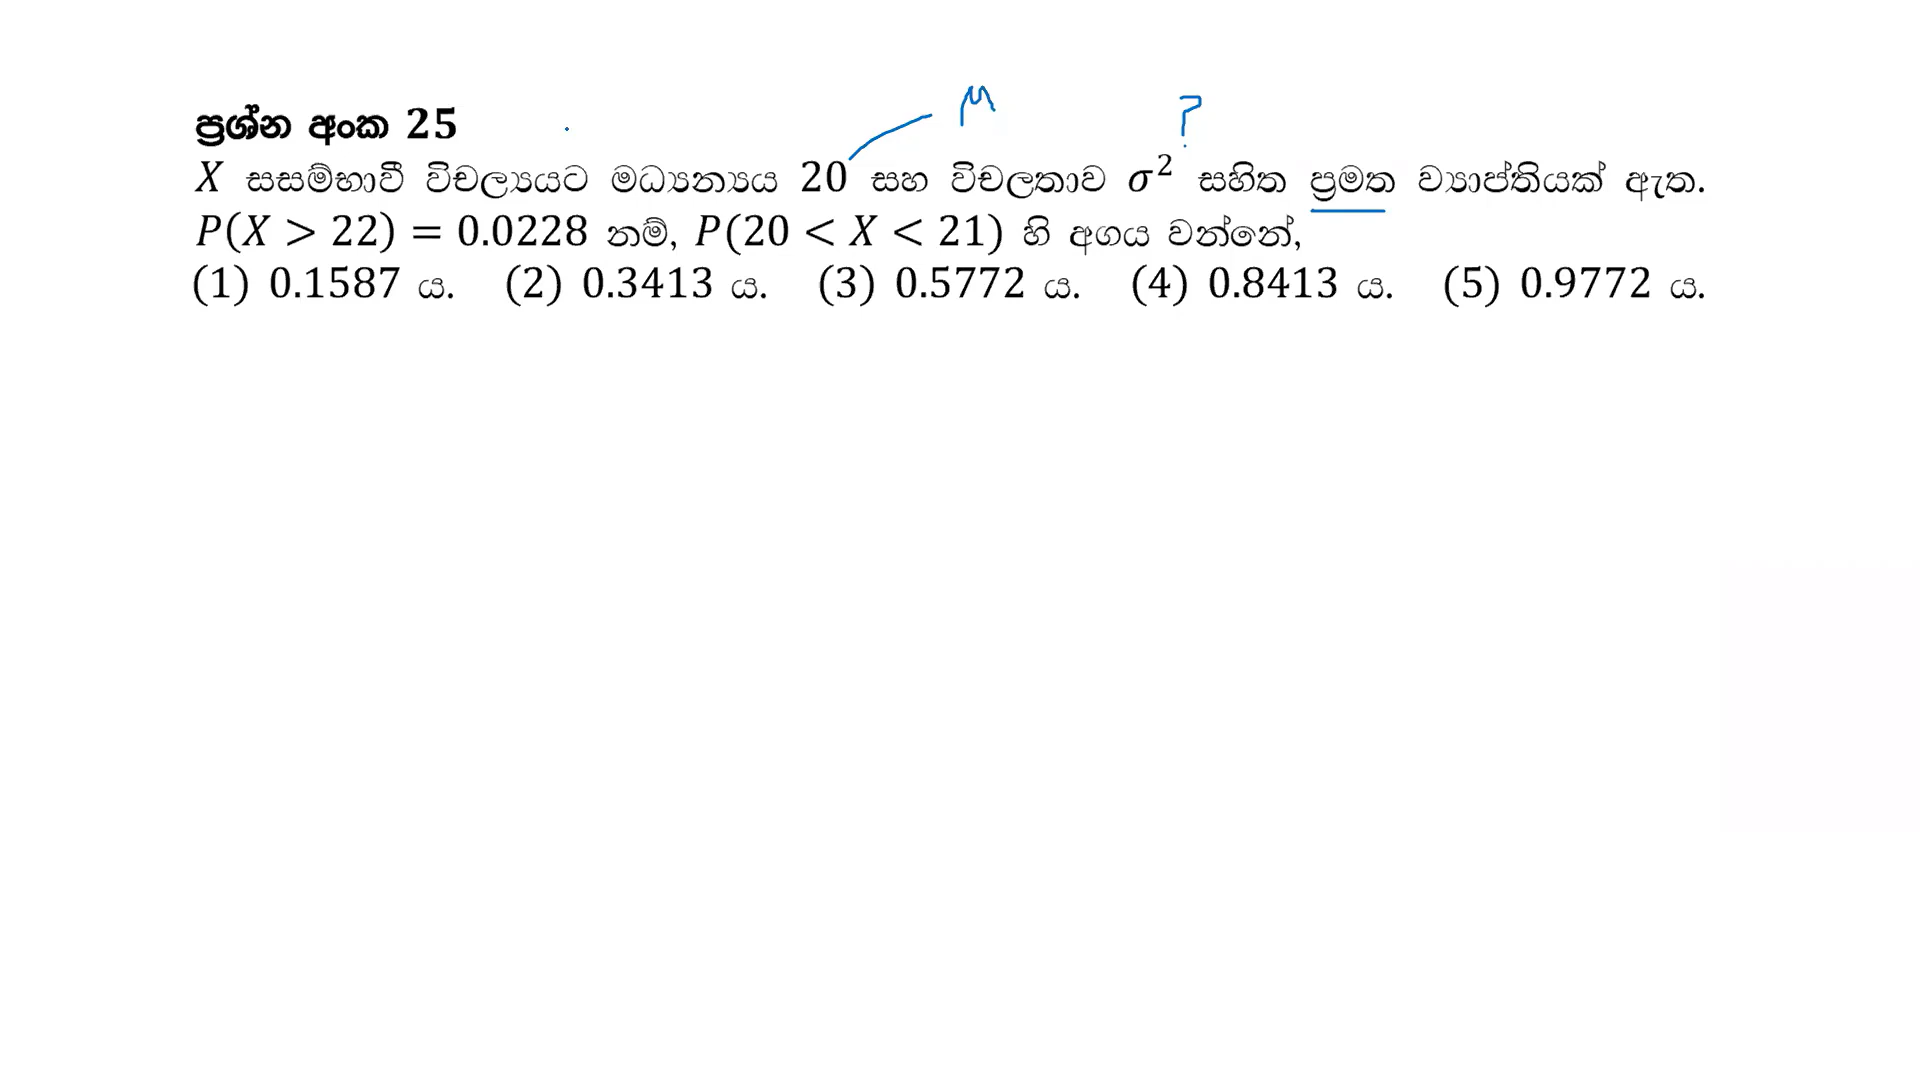 ප්‍රශ්න අංක 25
μ
?
X සසම්භාවී විචල්‍යයට මධ්‍යන්‍යය 20 සහ විචලතාව σ² සහිත ප්‍රමත ව්‍යාප්තියක් ඇත.
P(X > 22) = 0.0228 නම්, P(20 < X < 21) හි අගය වන්නේ,
(1) 0.1587 ය. (2) 0.3413 ය. (3) 0.5772 ය. (4) 0.8413 ය. (5) 0.9772 ය.